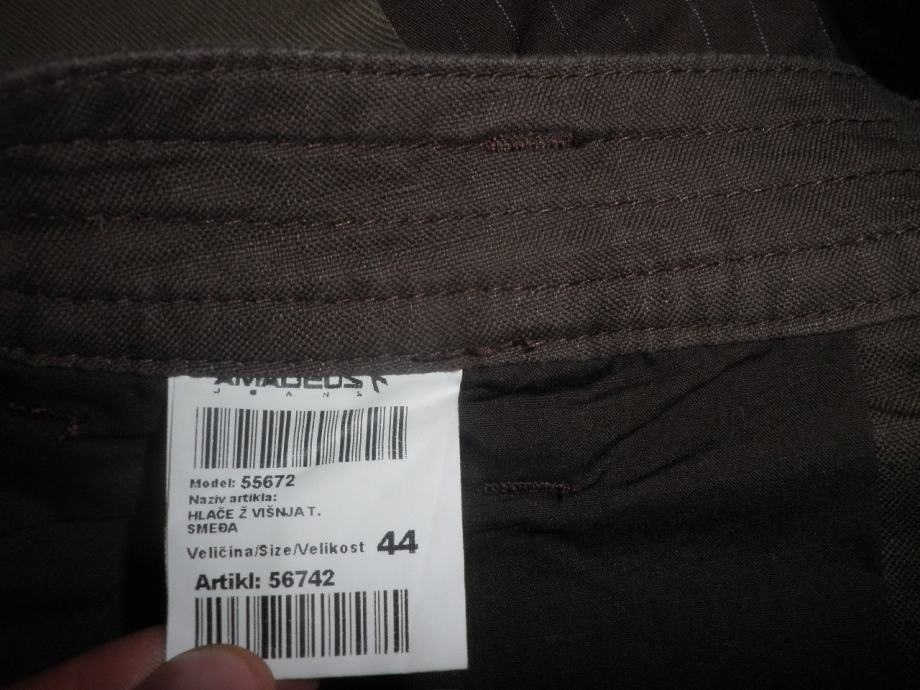 AMADEUS
JEANS
Model: 55672
Naziv artikla:
HLAČE Ž VIŠNJA T.
SMEĐA
Veličina/Size/Velikost 44
Artikl: 56742